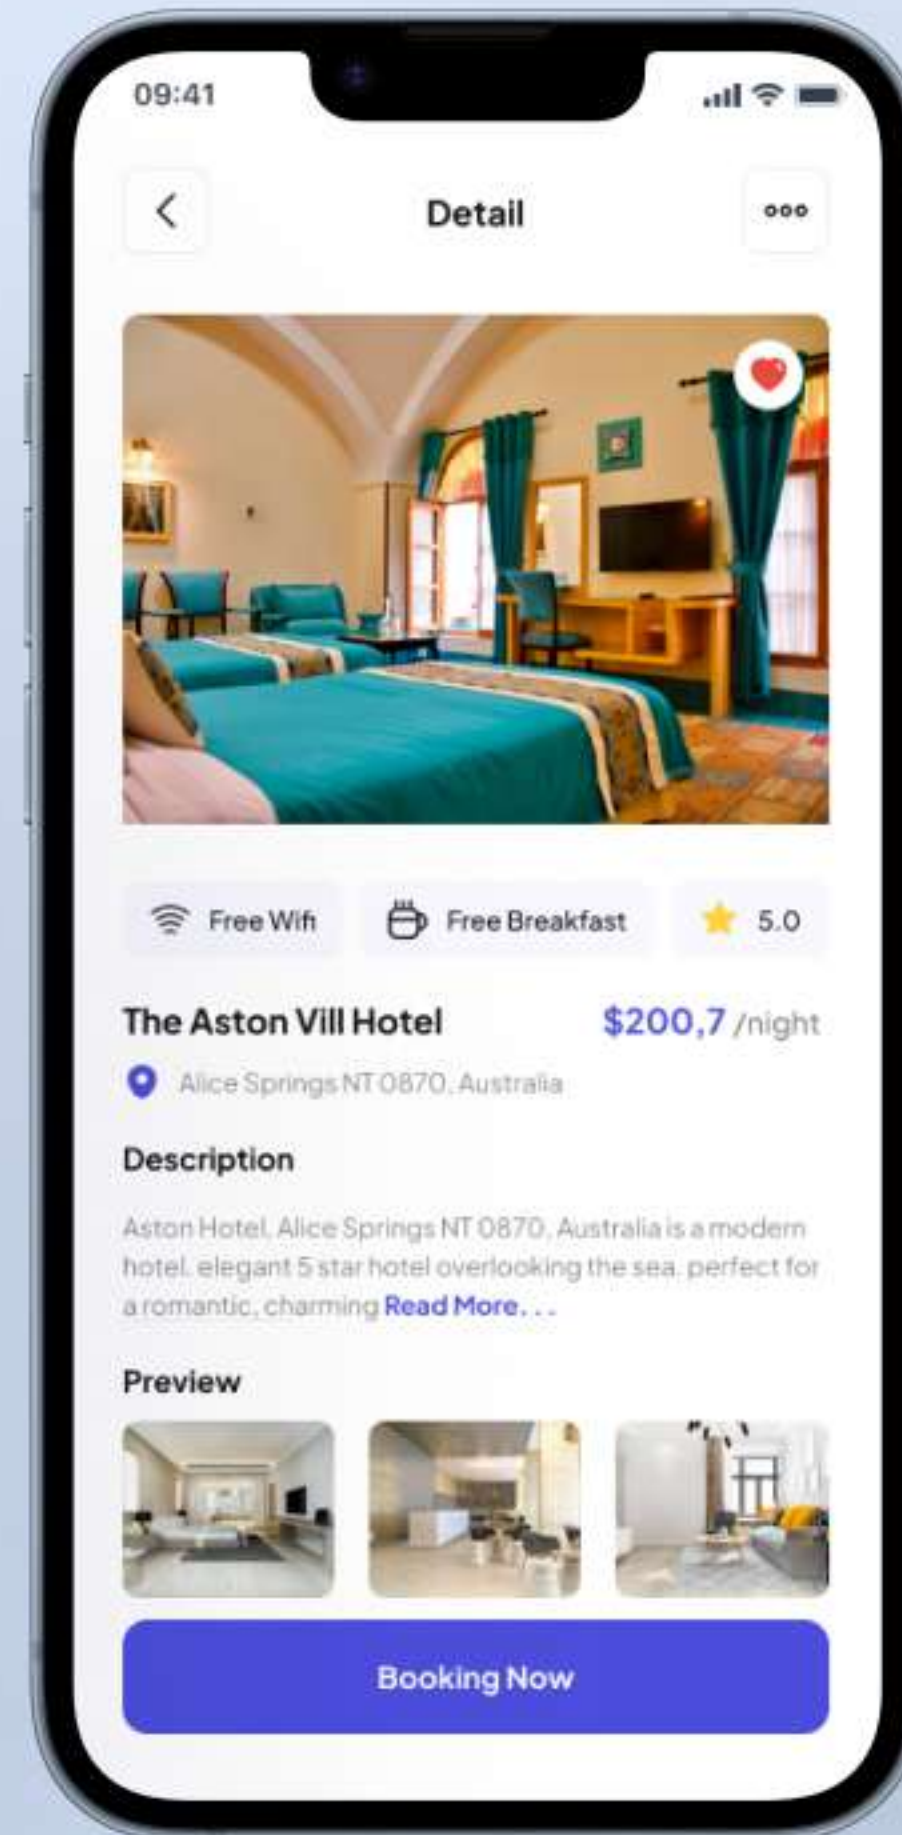 09:41
Detail
Free Wifi
Free Breakfast
5.0
The Aston Vill Hotel
$200,7 /night
Alice Springs NT 0870, Australia
Description
Aston Hotel, Alice Springs NT 0870, Australia is a modern
hotel. elegant 5 star hotel overlooking the sea. perfect for
a romantic, charming Read More. . .
Preview
Booking Now